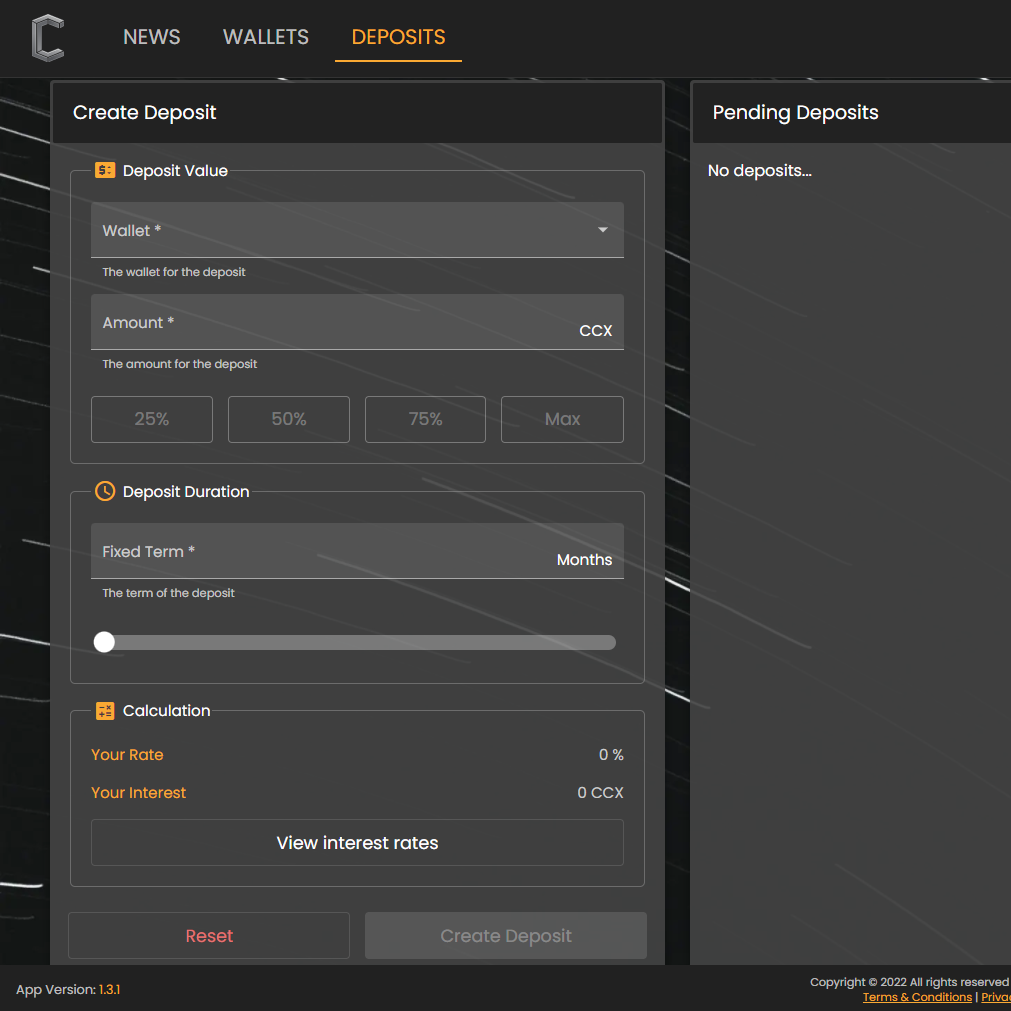 NEWS WALLETS DEPOSITS
Create Deposit
Deposit Value
Wallet *
The wallet for the deposit
Amount *
CCX
The amount for the deposit
25% 50% 75% Max
Deposit Duration
Fixed Term *
Months
The term of the deposit
Calculation
Your Rate 0 %
Your Interest 0 CCX
View interest rates
Reset Create Deposit
Pending Deposits
No deposits...
App Version: 1.3.1
Copyright © 2022 All rights reserved
Terms & Conditions | Priva